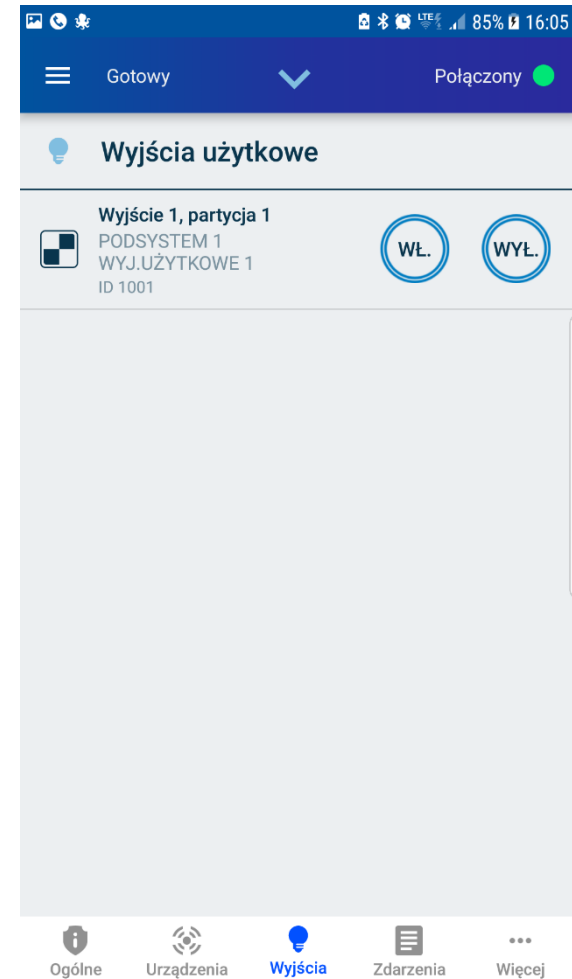 LTE 85% 16:05
Gotowy Połączony
Wyjścia użytkowe
Wyjście 1, partycja 1
PODSYSTEM 1
WYJ.UŻYTKOWE 1
ID 1001
WŁ. WYŁ.
Ogólne Urządzenia Wyjścia Zdarzenia Więcej